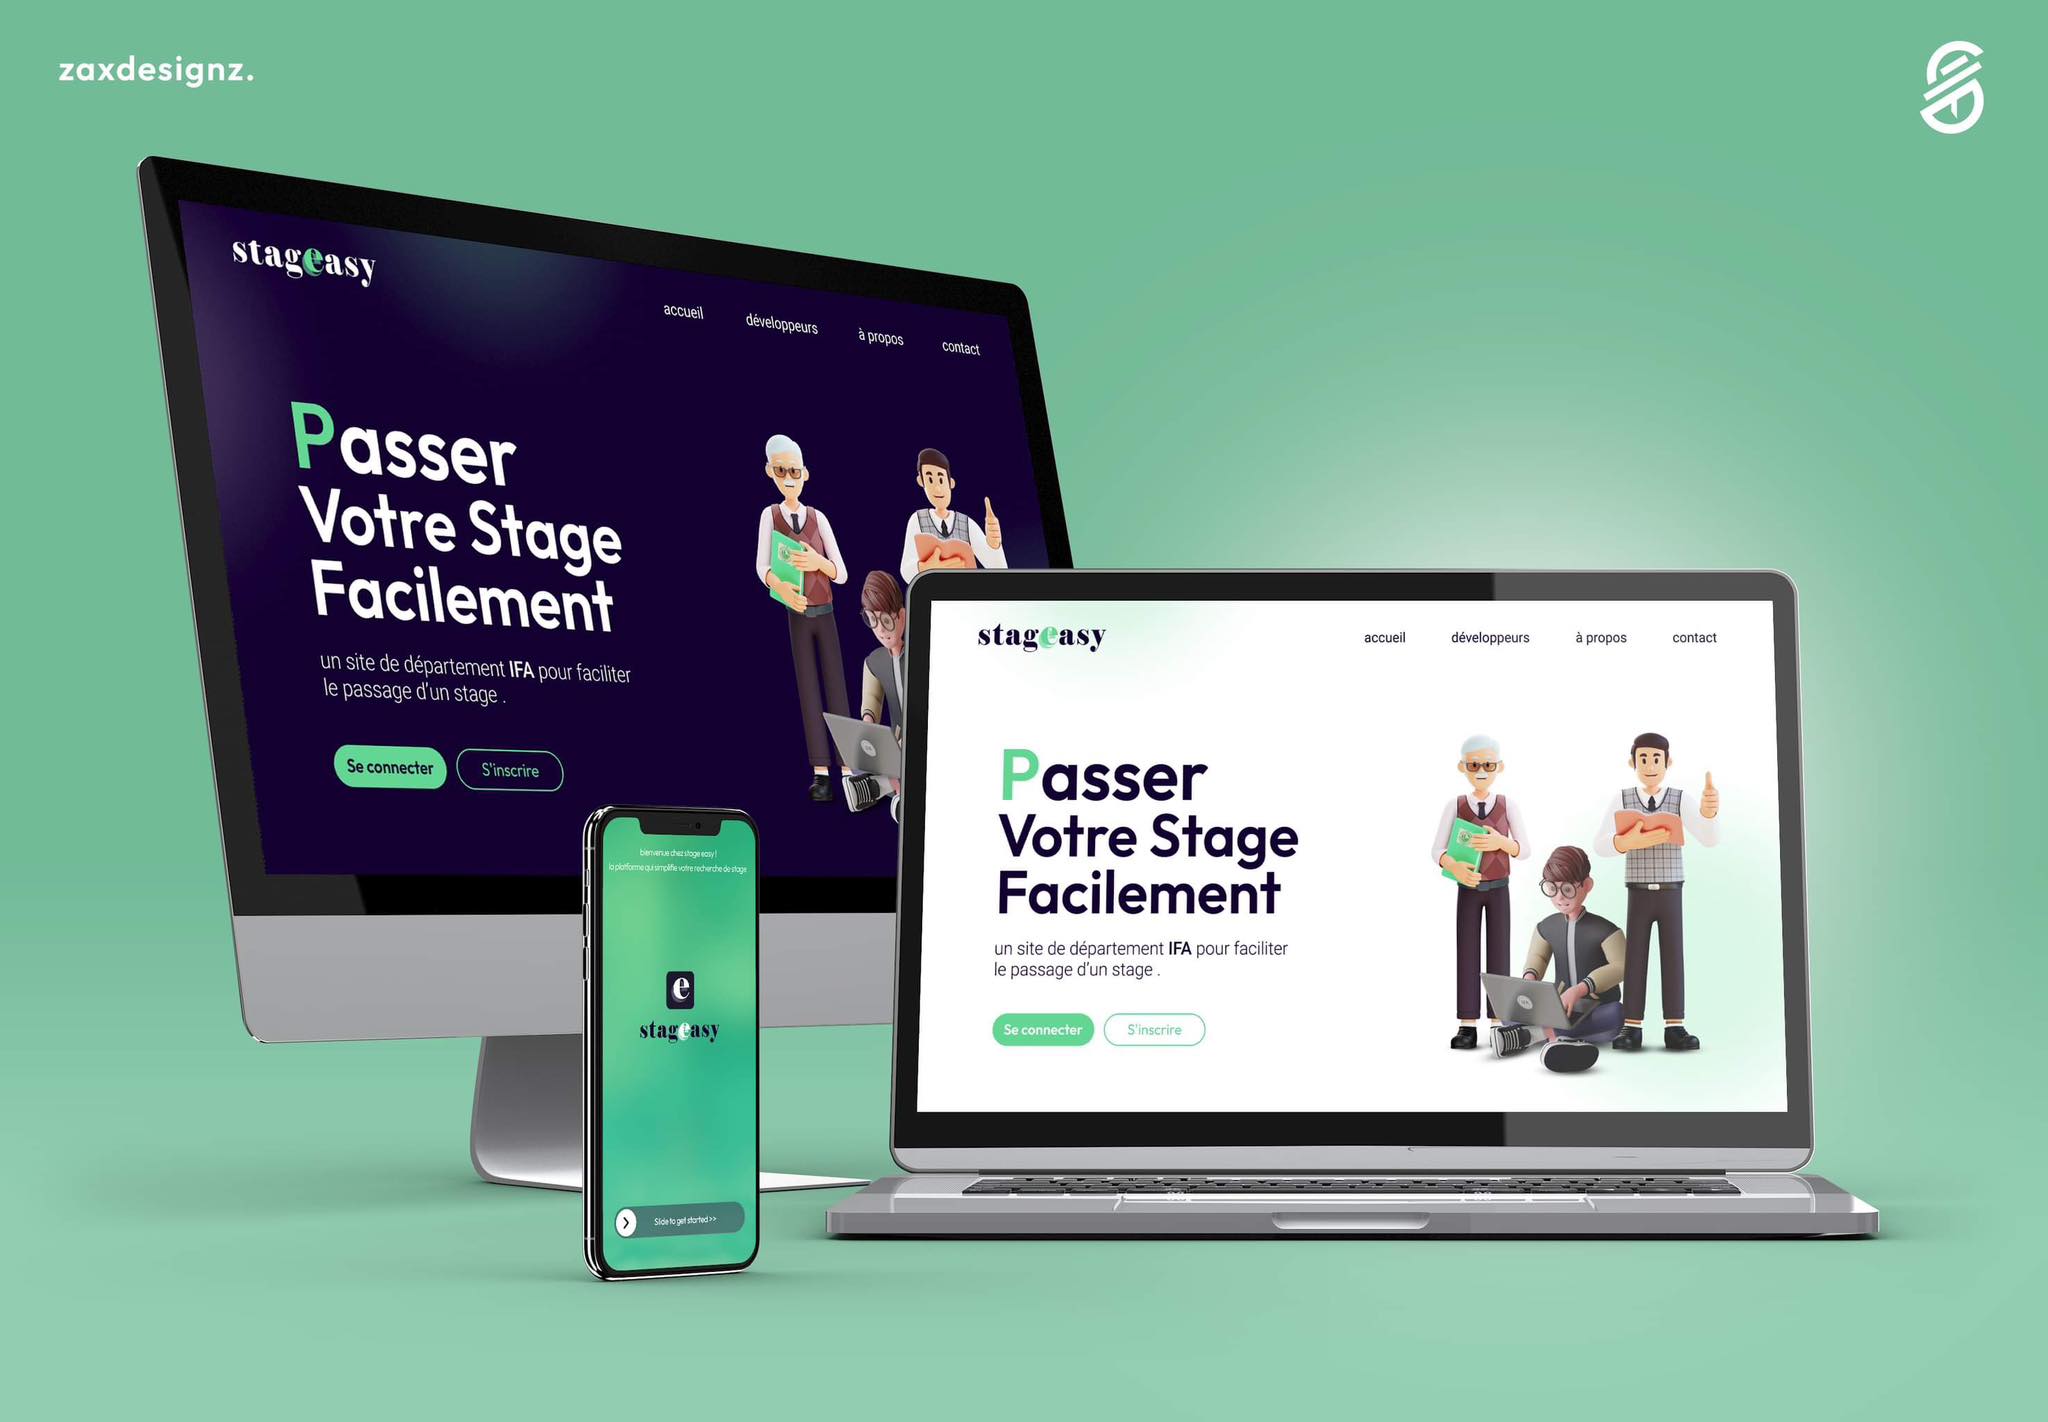 zaxdesignz.
stageasy
accueil
développeurs
à propos
contact
Passer
Votre Stage
Facilement
un site de département IFA pour faciliter
le passage d'un stage .
Se connecter
S'inscrire
bienvenue chez stage easy !
la platforme qui simplifie votre recherche de stage
e
stageasy
Slide to get started >>
stageasy
accueil
développeurs
à propos
contact
Passer
Votre Stage
Facilement
un site de département IFA pour faciliter
le passage d'un stage .
Se connecter
S'inscrire